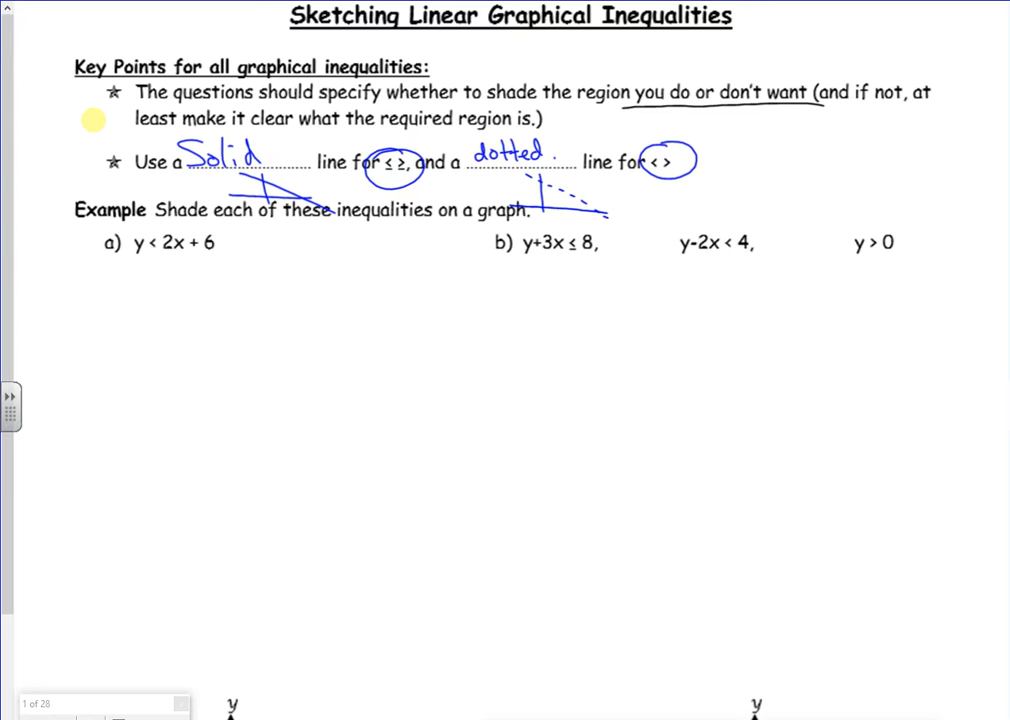 Sketching Linear Graphical Inequalities
Key Points for all graphical inequalities:
★ The questions should specify whether to shade the region you do or don't want (and if not, at
least make it clear what the required region is.)
★ Use a Solid line for ≤ ≥, and a dotted. line for < >
Example Shade each of these inequalities on a graph.
a) y < 2x + 6 b) y+3x ≤ 8, y-2x < 4, y > 0
1 of 28
y y